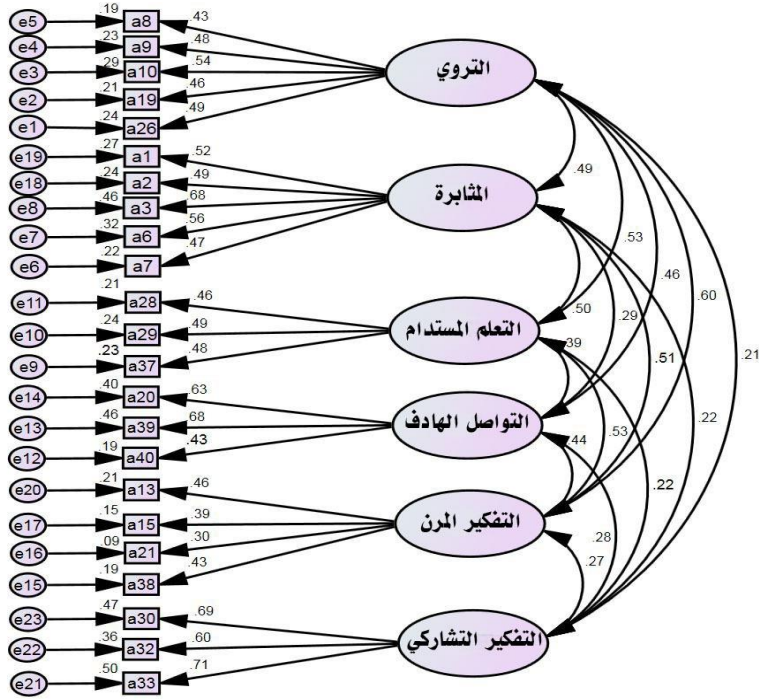 e5 .19 a8 .43
e4 .23 a9 .48
e3 .29 a10 .54
e2 .21 a19 .46
e1 .24 a26 .49
التروي
e19 .27 a1 .52
e18 .24 a2 .49
e8 .46 a3 .68
e7 .32 a6 .56
e6 .22 a7 .47
المثابرة
e11 .21 a28 .46
e10 .24 a29 .49
e9 .23 a37 .48
التعلم المستدام
e14 .40 a20 .63
e13 .46 a39 .68
e12 .19 a40 .43
التواصل الهادف
e20 .21 a13 .46
e17 .15 a15 .39
e16 .09 a21 .30
e15 .19 a38 .43
التفكير المرن
e23 .47 a30 .69
e22 .36 a32 .60
e21 .50 a33 .71
التفكير التشاركي
.49
.53
.46
.60
.21
.50
.29
.51
.22
.39
.53
.22
.44
.28
.27